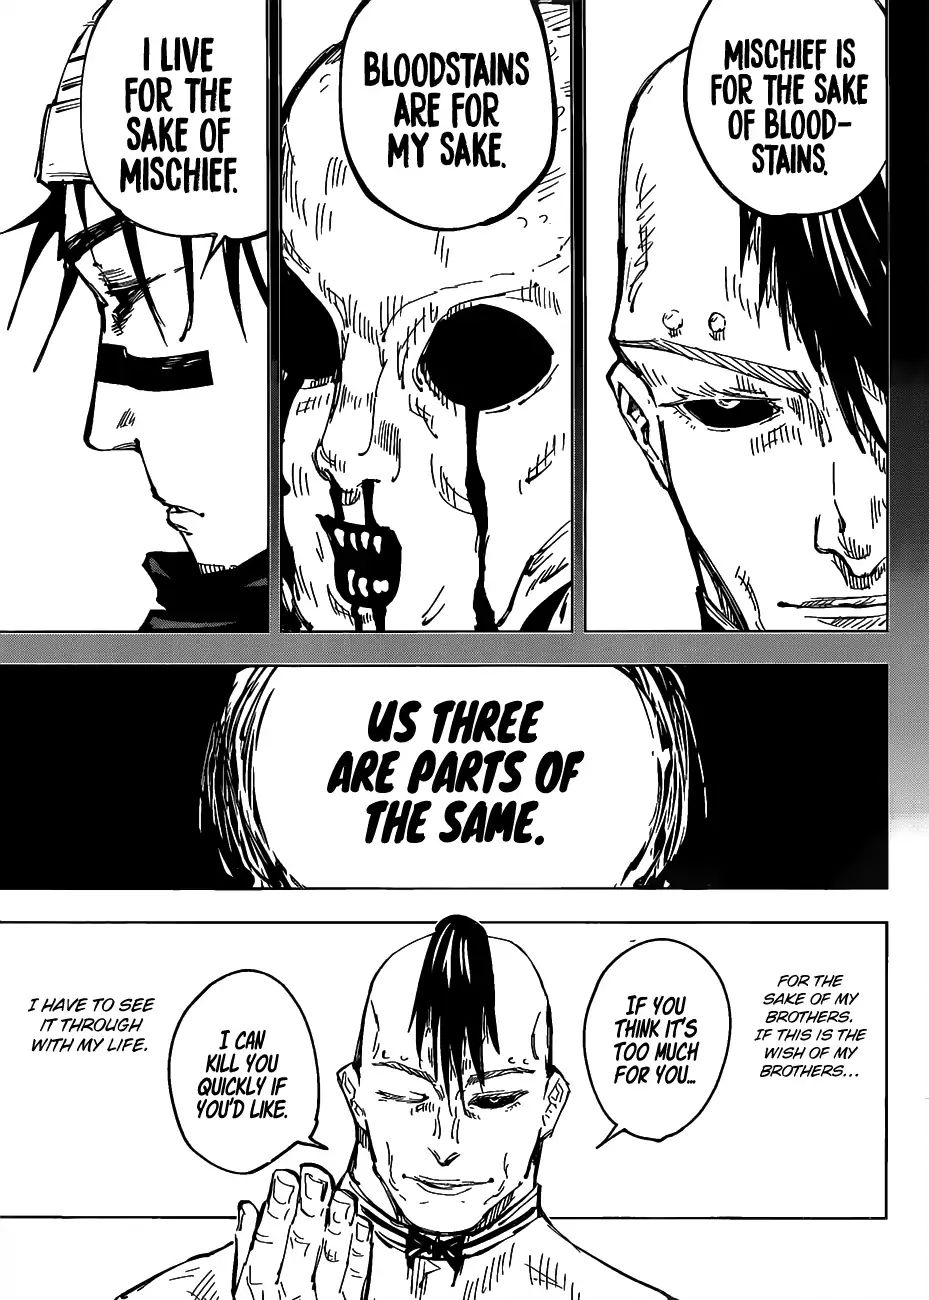 MISCHIEF IS
FOR THE SAKE
OF BLOOD-
STAINS.
BLOODSTAINS
ARE FOR
MY SAKE.
I LIVE
FOR THE
SAKE OF
MISCHIEF.
US THREE
ARE PARTS OF
THE SAME.
FOR THE
SAKE OF MY
BROTHERS.
IF THIS IS THE
WISH OF MY
BROTHERS...
IF YOU
THINK IT'S
TOO MUCH
FOR YOU...
I CAN
KILL YOU
QUICKLY IF
YOU'D LIKE.
I HAVE TO SEE
IT THROUGH
WITH MY LIFE.